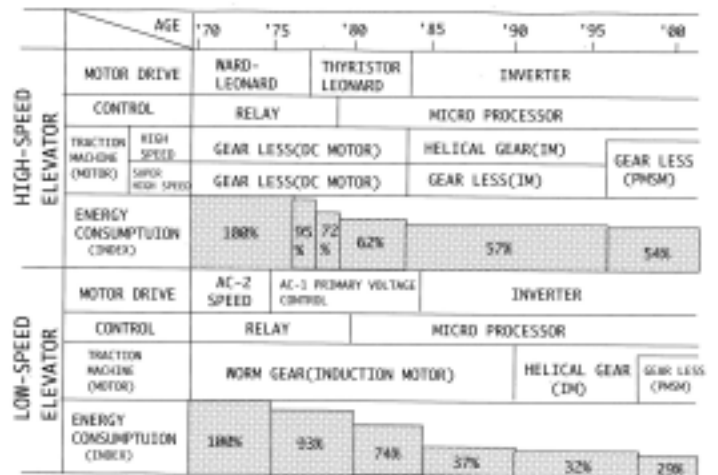 AGE '70 '75 '80 '85 '90 '95 '00
HIGH-SPEED
ELEVATOR
MOTOR DRIVE
WARD-
LEONARD
THYRISTOR
LEONARD
INVERTER
CONTROL RELAY MICRO PROCESSOR
TRACTION
MACHINE
(MOTOR)
HIGH
SPEED
GEAR LESS(DC MOTOR) HELICAL GEAR(IM)
SUPER
HIGH SPEED
GEAR LESS(DC MOTOR) GEAR LESS(IM)
GEAR LESS
(PMSM)
ENERGY
CONSUMPTUION
(INDEX)
100% 95
% 72
% 62% 57% 54%
LOW-SPEED
ELEVATOR
MOTOR DRIVE
AC-2
SPEED
AC-1 PRIMARY VOLTAGE
CONTROL
INVERTER
CONTROL RELAY MICRO PROCESSOR
TRACTION
MACHINE
(MOTOR)
WORM GEAR(INDUCTION MOTOR)
HELICAL GEAR
(IM)
GEAR LESS
(PMSM)
ENERGY
CONSUMPTUION
(INDEX)
100% 93% 74% 37% 32% 29%